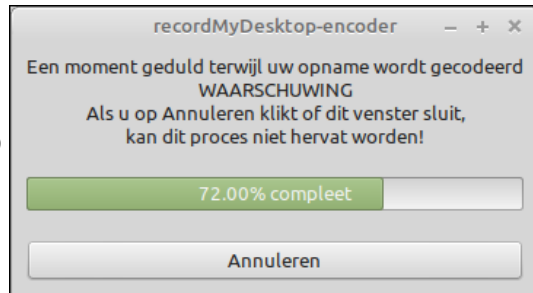 recordMyDesktop-encoder
Een moment geduld terwijl uw opname wordt gecodeerd
WAARSCHUWING
Als u op Annuleren klikt of dit venster sluit,
kan dit proces niet hervat worden!
72.00% compleet
Annuleren